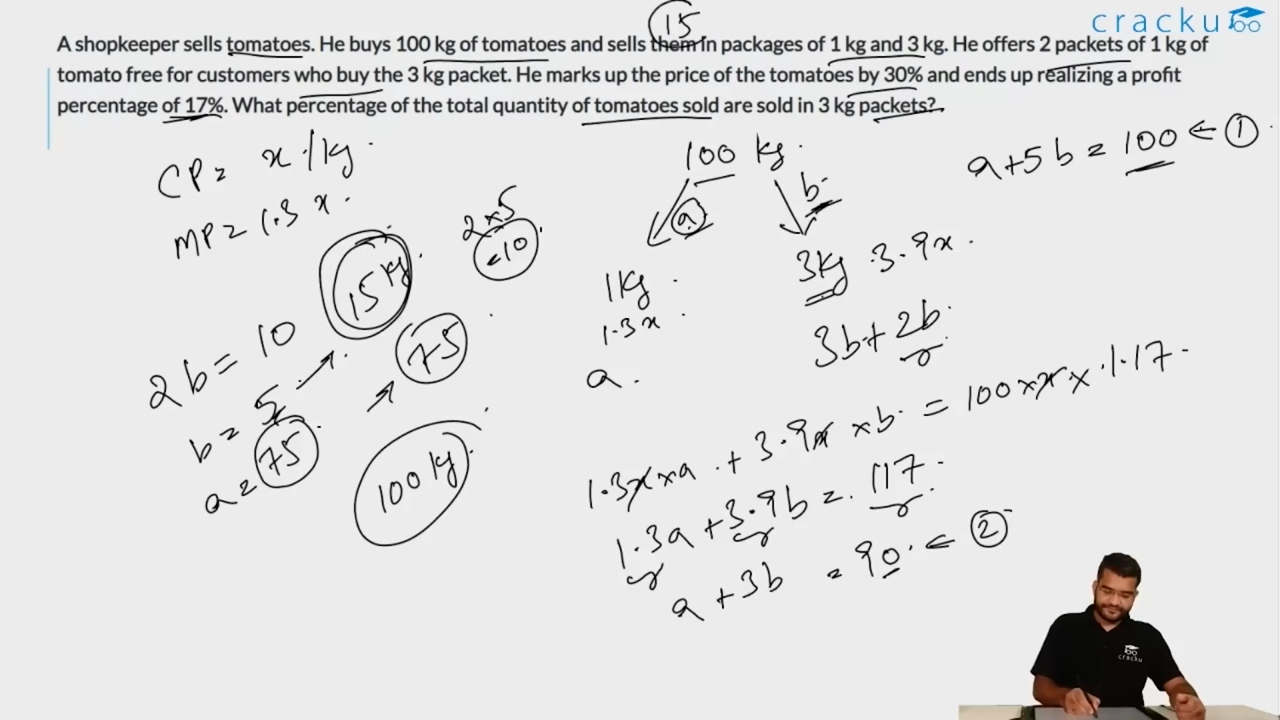 cracku
15
A shopkeeper sells tomatoes. He buys 100 kg of tomatoes and sells them in packages of 1 kg and 3 kg. He offers 2 packets of 1 kg of
tomato free for customers who buy the 3 kg packet. He marks up the price of the tomatoes by 30% and ends up realizing a profit
percentage of 17%. What percentage of the total quantity of tomatoes sold are sold in 3 kg packets?
CP = x /kg.
MP = 1.3 x.
100 kg.
a
b
a+5b = 100 ← 1
1kg
1.3x
a.
3kg 3.9x.
3b+2b.
2×5
=10
15 kg.
2b = 10
b = 5
a = 75
75
100 kg
1.3x×a + 3.9x×b = 100×x×1.17
1.3a+3.9b = 117
a+3b = 90 ← 2
cracku